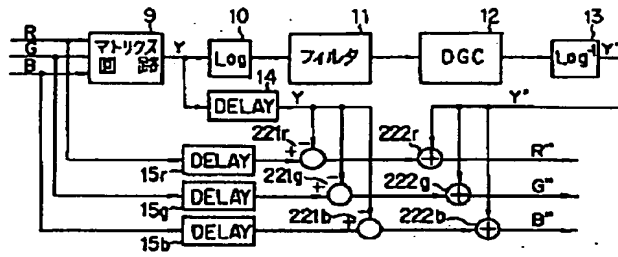 9 10 11 12 13
R
G
B
マトリクス
回路
Y
Log
フィルタ
DGC
Log⁻¹
Y"
14
DELAY
Y
Y"
221r
222r
+ -
15r
DELAY
R"
221g
222g
+ -
15g
DELAY
G"
221b
222b
+ -
15b
DELAY
B"